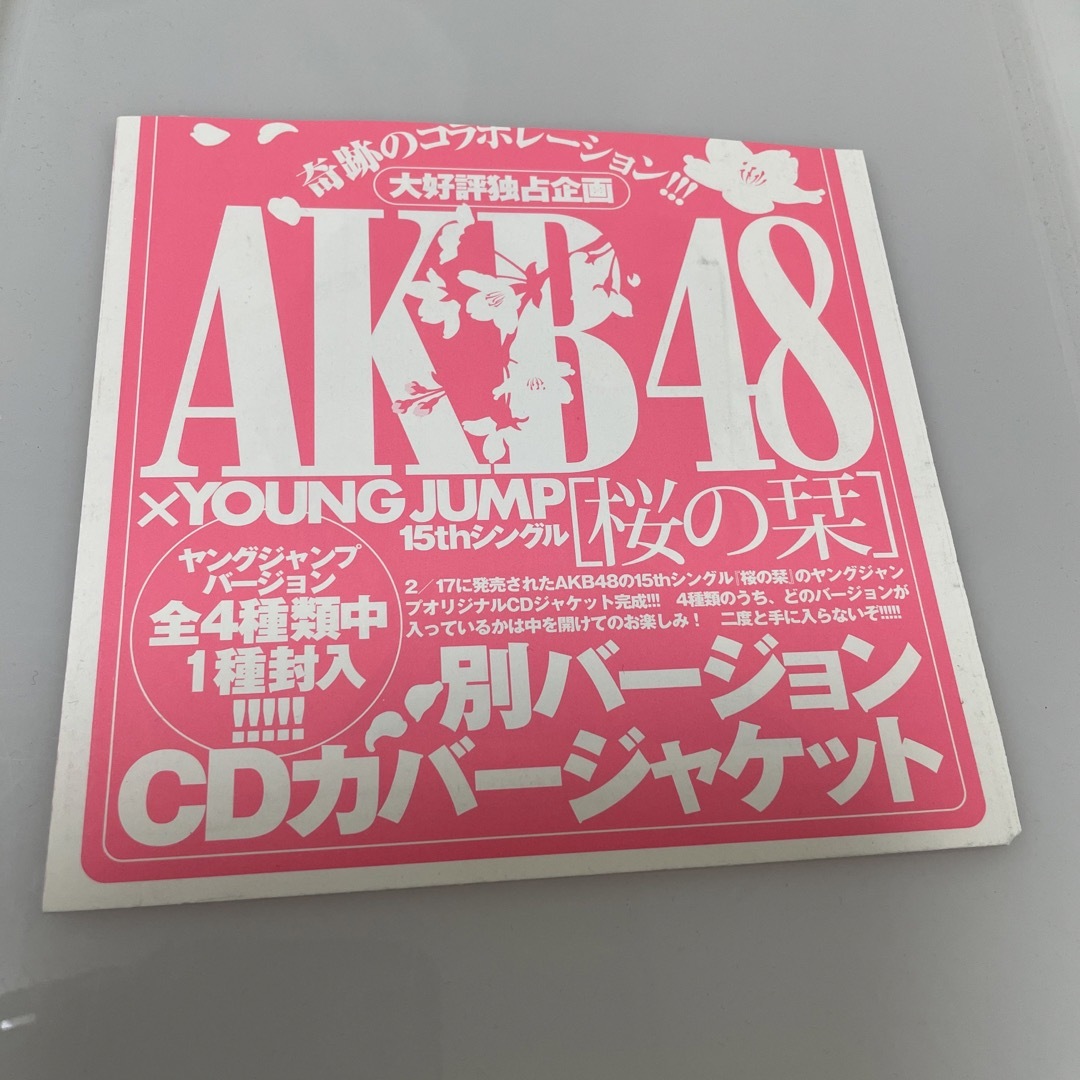 奇跡のコラボレーション!!!
大好評独占企画
AKB48
×YOUNG JUMP
15thシングル[桜の栞]
ヤングジャンプ
バージョン
全4種類中
1種封入
!!!!!
2／17に発売されたAKB48の15thシングル『桜の栞』のヤングジャン
プオリジナルCDジャケット完成!!!　4種類のうち、どのバージョンが
入っているかは中を開けてのお楽しみ！　二度と手に入らないぞ!!!!!
別バージョン
CDカバージャケット